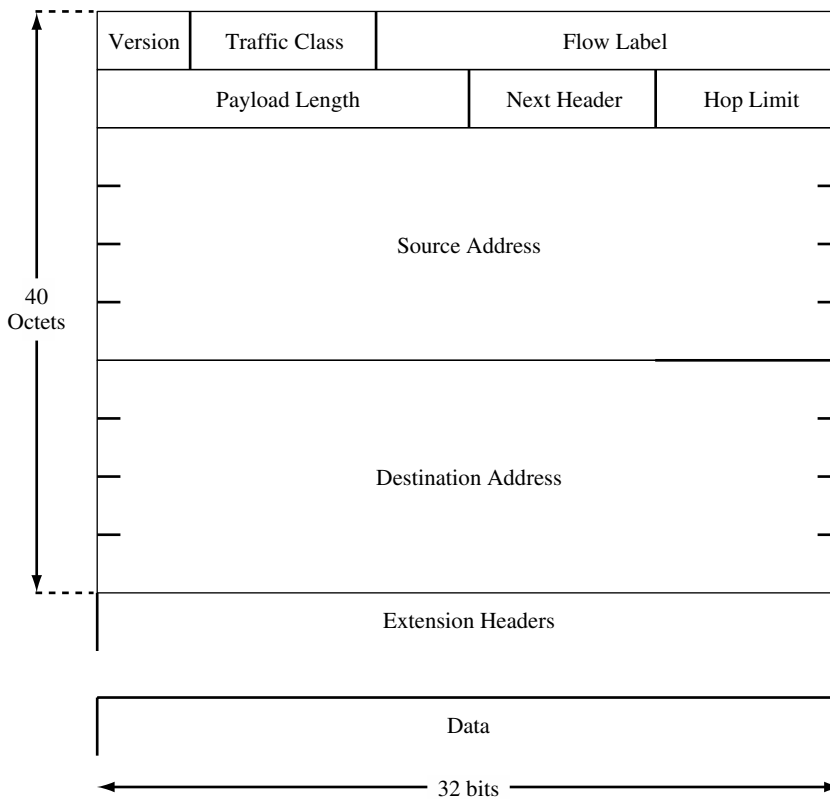 Version Traffic Class Flow Label
Payload Length Next Header Hop Limit
Source Address
40
Octets
Destination Address
Extension Headers
Data
32 bits